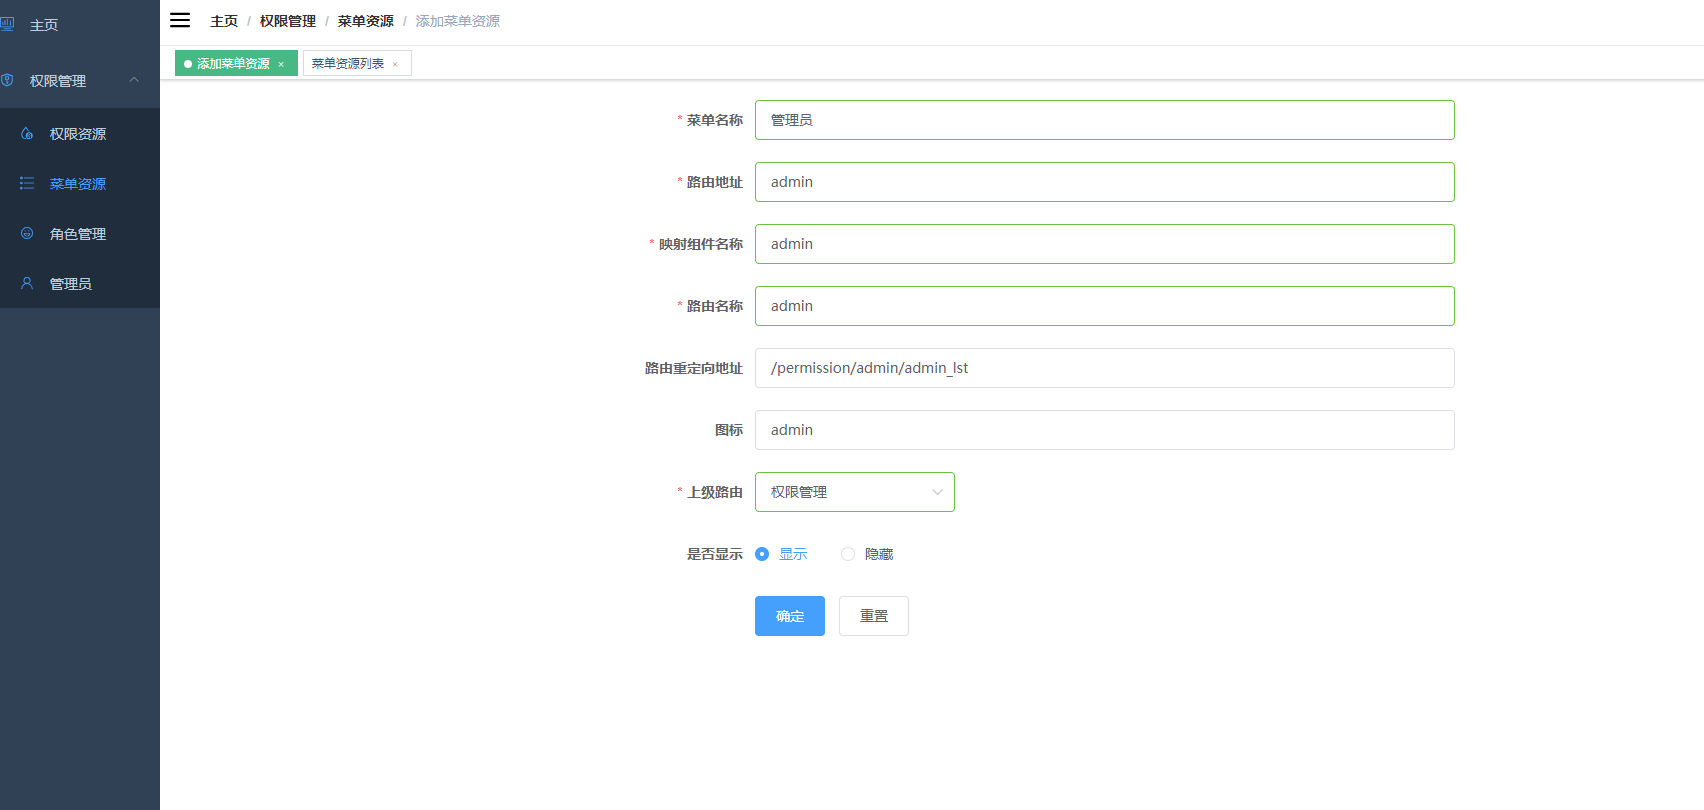 主页
权限管理
权限资源
菜单资源
角色管理
管理员
主页 / 权限管理 / 菜单资源 / 添加菜单资源
添加菜单资源 × 菜单资源列表 ×
* 菜单名称 管理员
* 路由地址 admin
* 映射组件名称 admin
* 路由名称 admin
路由重定向地址 /permission/admin/admin_lst
图标 admin
* 上级路由 权限管理
是否显示 显示 隐藏
确定 重置